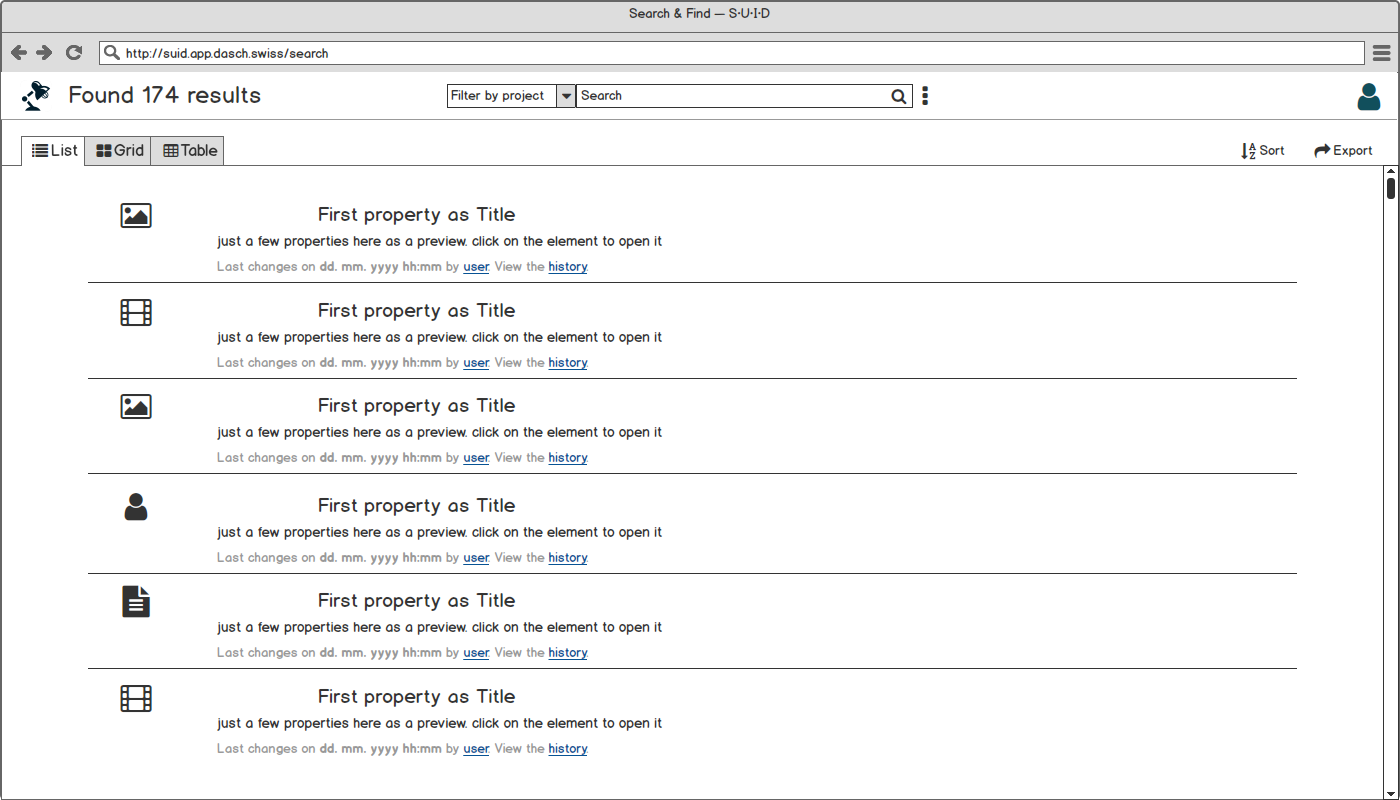 Search & Find — S·U·I·D
http://suid.app.dasch.swiss/search
Found 174 results
Filter by project
Search
List
Grid
Table
Sort
Export
First property as Title
just a few properties here as a preview. click on the element to open it
Last changes on dd. mm. yyyy hh:mm by user. View the history.
First property as Title
just a few properties here as a preview. click on the element to open it
Last changes on dd. mm. yyyy hh:mm by user. View the history.
First property as Title
just a few properties here as a preview. click on the element to open it
Last changes on dd. mm. yyyy hh:mm by user. View the history.
First property as Title
just a few properties here as a preview. click on the element to open it
Last changes on dd. mm. yyyy hh:mm by user. View the history.
First property as Title
just a few properties here as a preview. click on the element to open it
Last changes on dd. mm. yyyy hh:mm by user. View the history.
First property as Title
just a few properties here as a preview. click on the element to open it
Last changes on dd. mm. yyyy hh:mm by user. View the history.